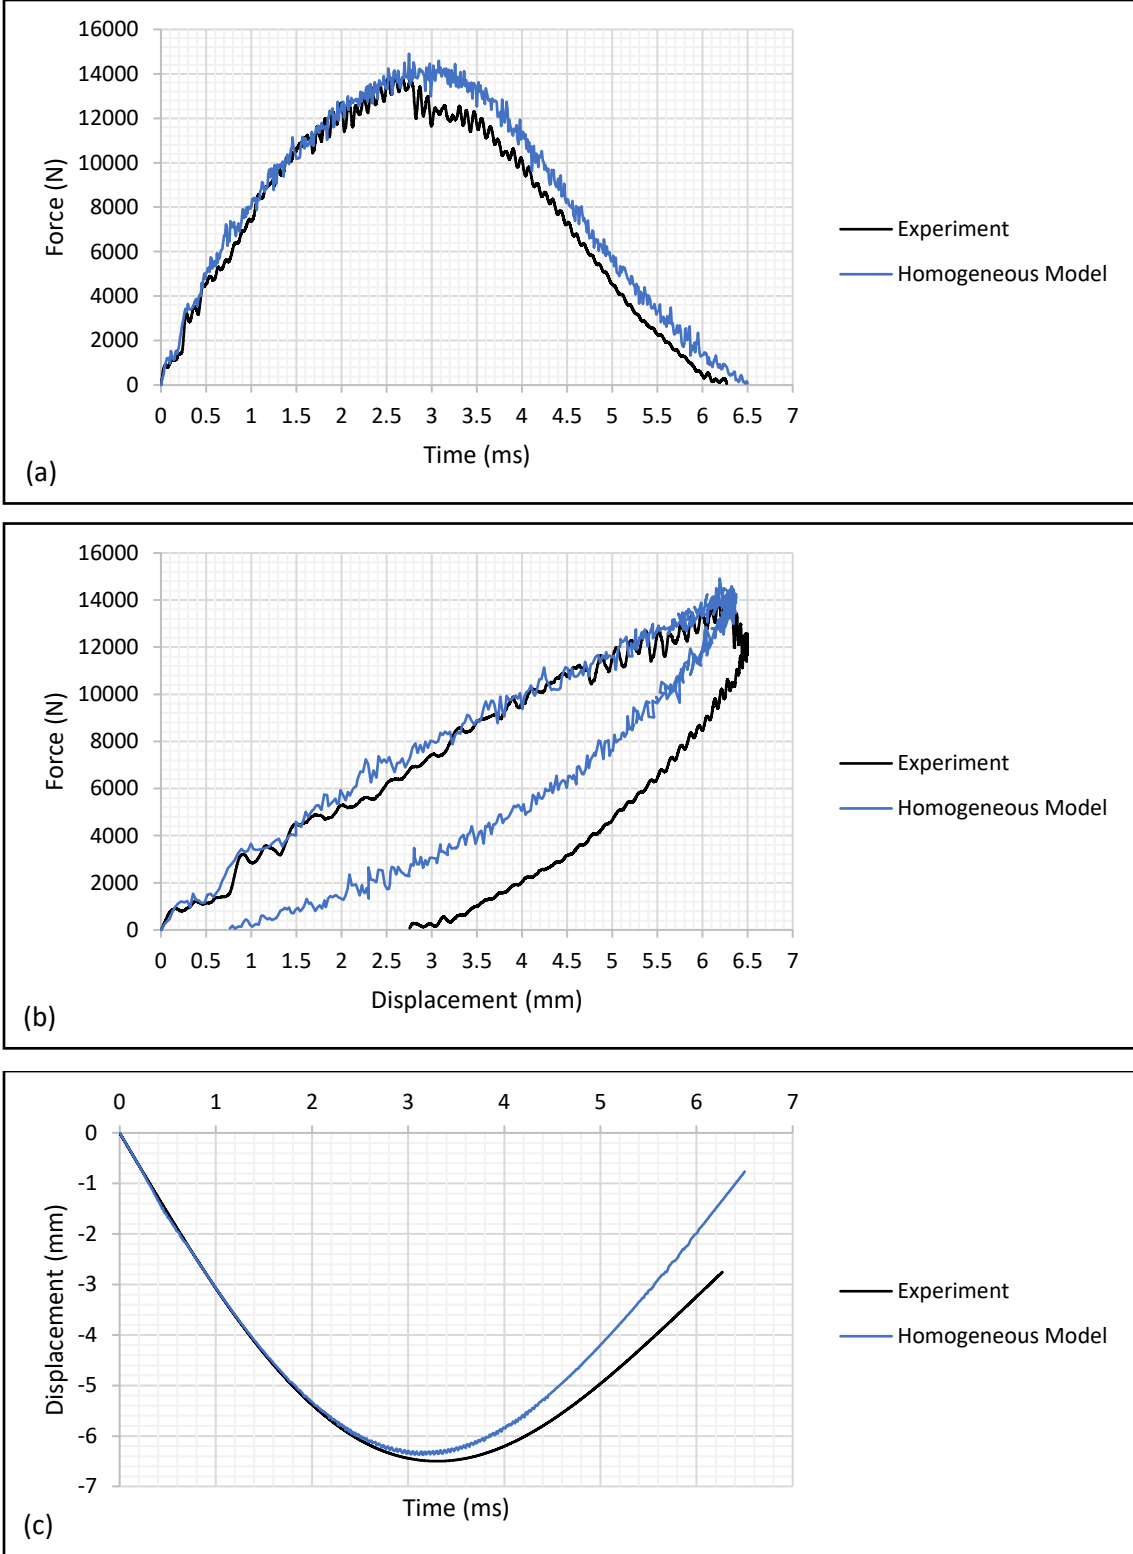 16000
14000
12000
10000
8000
6000
4000
2000
0
Force (N)
0 0.5 1 1.5 2 2.5 3 3.5 4 4.5 5 5.5 6 6.5 7
Time (ms)
Experiment
Homogeneous Model
(a)
16000
14000
12000
10000
8000
6000
4000
2000
0
Force (N)
0 0.5 1 1.5 2 2.5 3 3.5 4 4.5 5 5.5 6 6.5 7
Displacement (mm)
Experiment
Homogeneous Model
(b)
0 1 2 3 4 5 6 7
0
-1
-2
-3
-4
-5
-6
-7
Displacement (mm)
Time (ms)
Experiment
Homogeneous Model
(c)